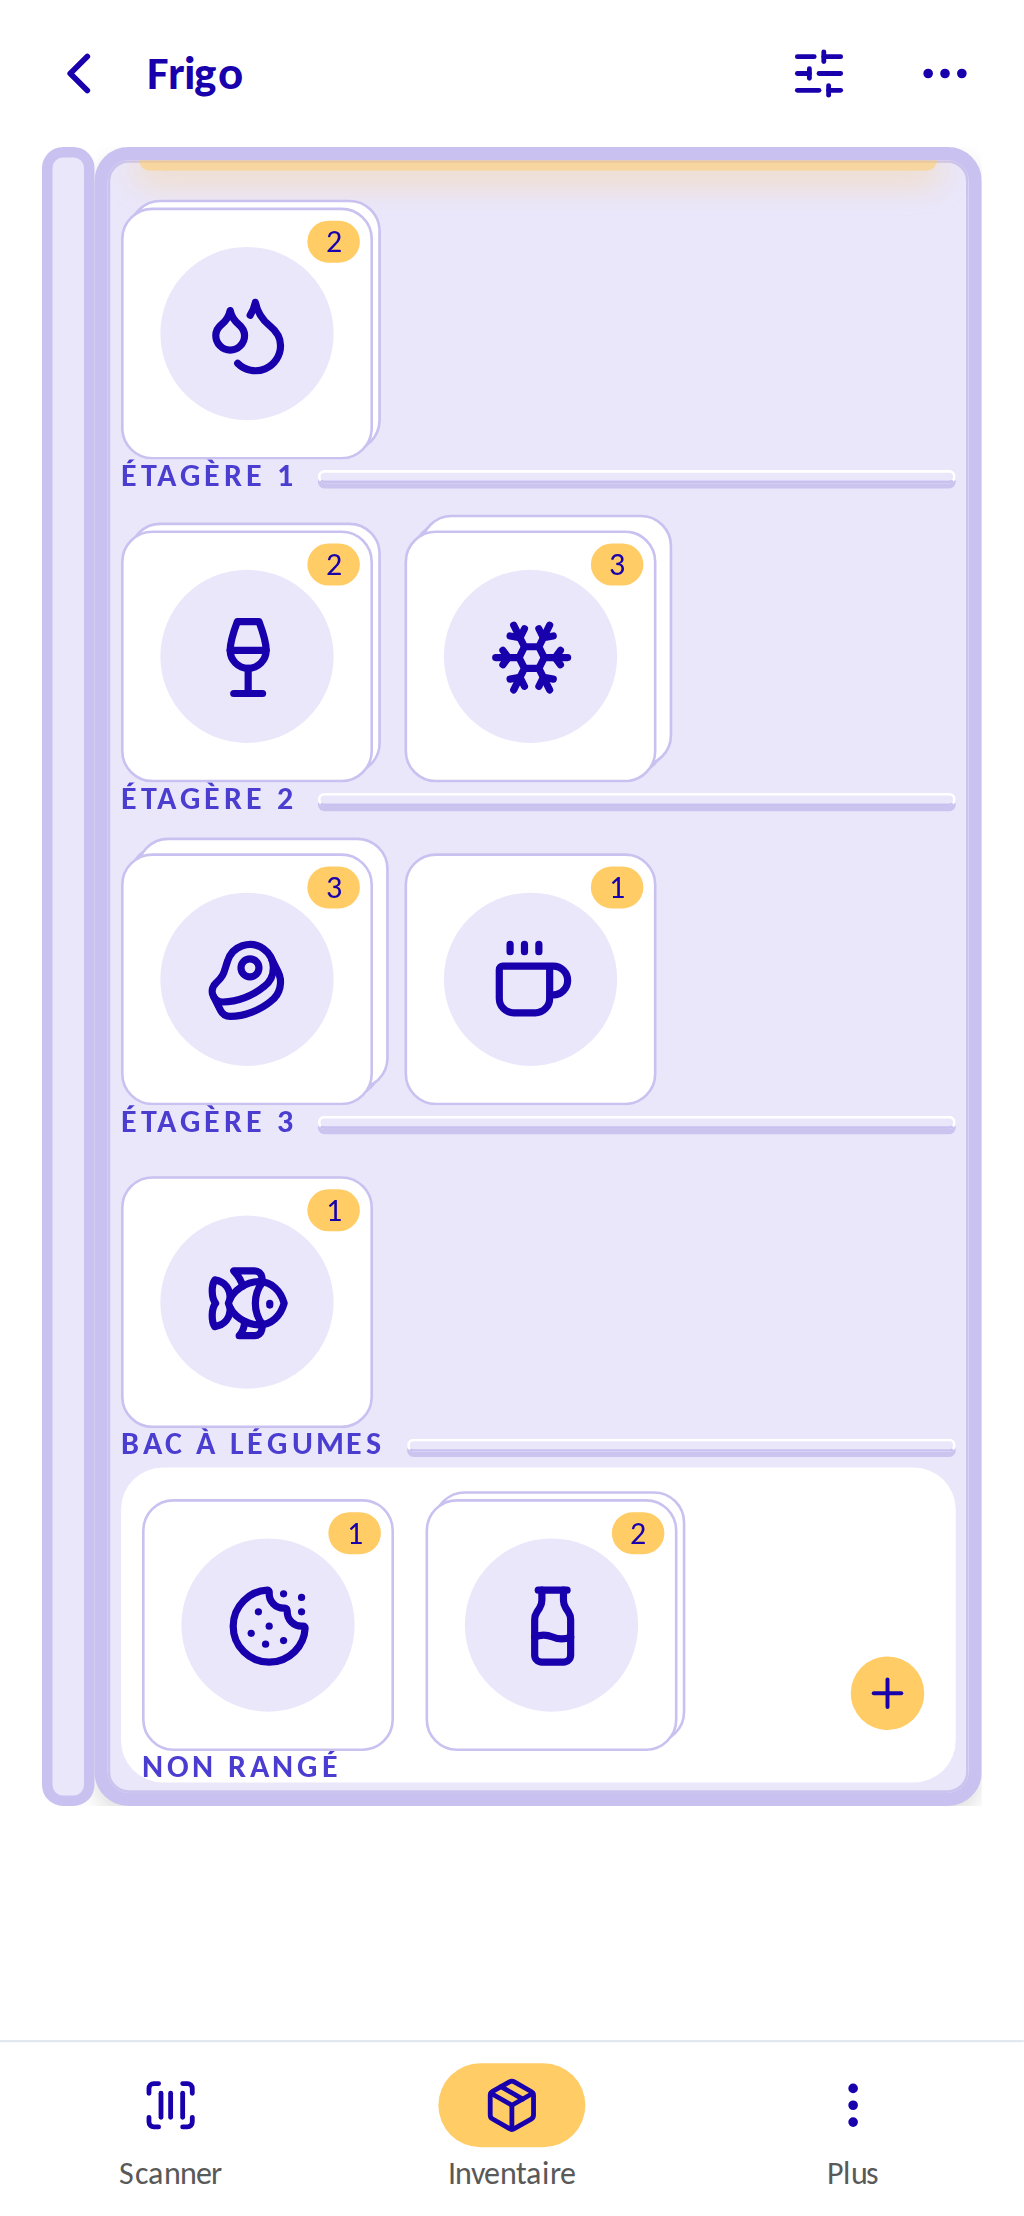 Frigo
2
ÉTAGÈRE 1
2 3
ÉTAGÈRE 2
3 1
ÉTAGÈRE 3
1
BAC À LÉGUMES
1 2
NON RANGÉ
Scanner Inventaire Plus